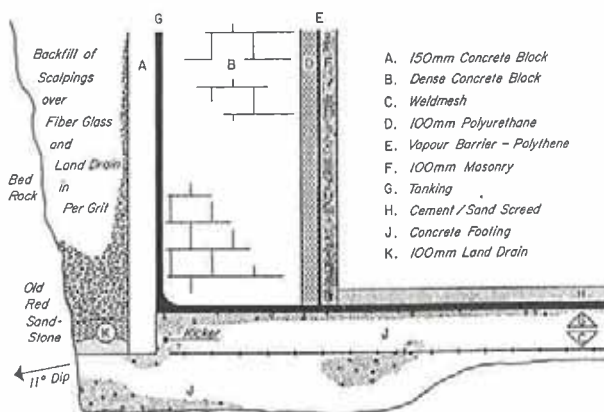 G
E
Backfill of
Scalpings
over
Fiber Glass
and
Land Drain
in
Per Grit
Bed
Rock
A
B
D
F
A. 150mm Concrete Block
B. Dense Concrete Block
C. Weldmesh
D. 100mm Polyurethane
E. Vapour Barrier - Polythene
F. 100mm Masonry
G. Tanking
H. Cement/Sand Screed
J. Concrete Footing
K. 100mm Land Drain
Old
Red
Sand-
Stone
K
H
Kicker
J
C
11° Dip
J